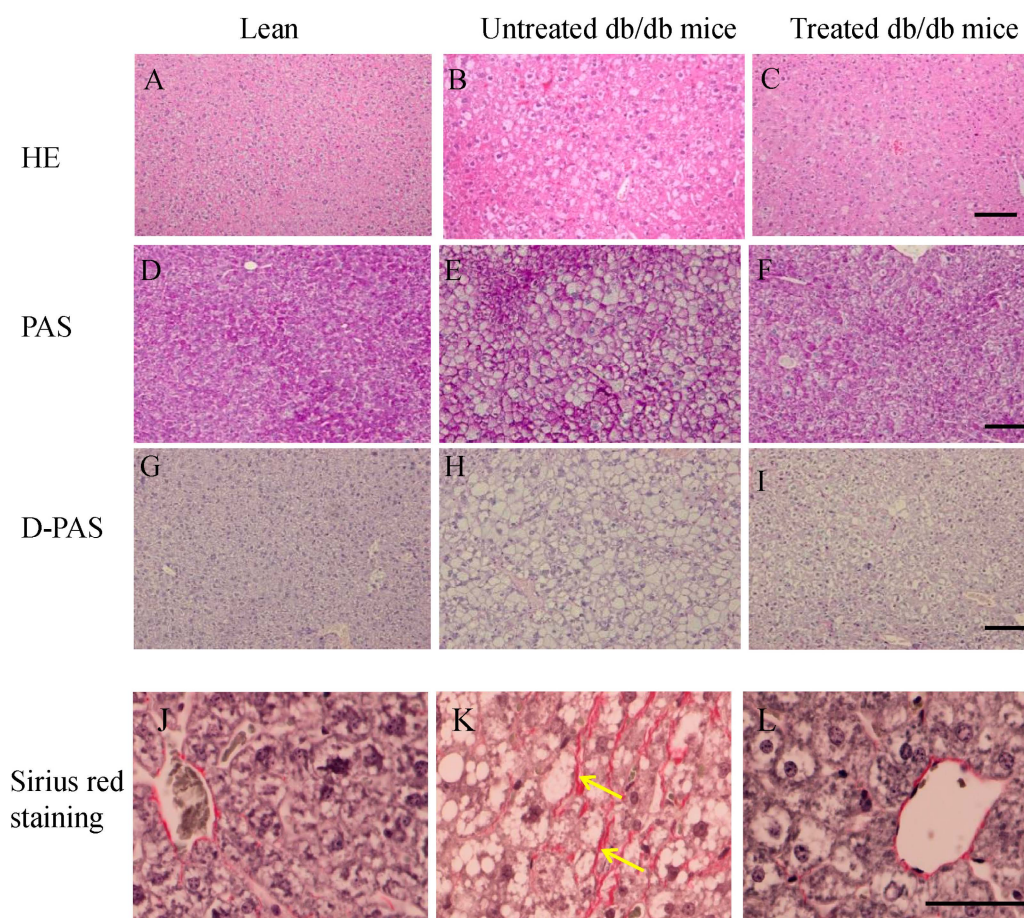 Lean Untreated db/db mice Treated db/db mice
A B C
HE
D E F
PAS
G H I
D-PAS
J K L
Sirius red
staining